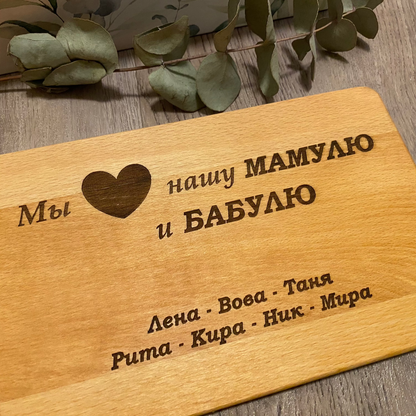 Мы ❤ нашу МАМУЛЮ
и БАБУЛЮ
Лена - Вова - Таня
Рита - Кира - Ник - Мира